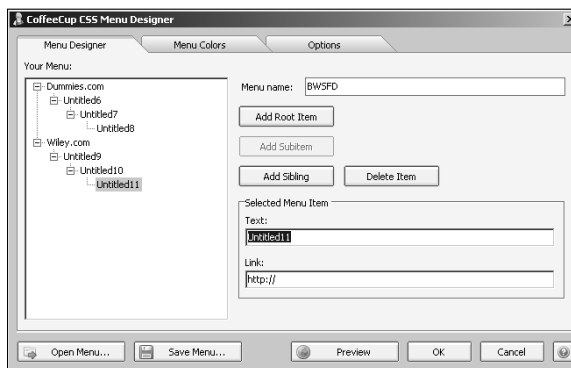 CoffeeCup CSS Menu Designer
Menu Designer Menu Colors Options
Your Menu:
Dummies.com
Untitled6
Untitled7
Untitled8
Wiley.com
Untitled9
Untitled10
Untitled11
Menu name: BWSFD
Add Root Item
Add Subitem
Add Sibling Delete Item
Selected Menu Item
Text:
Untitled11
Link:
http://
Open Menu... Save Menu... Preview OK Cancel